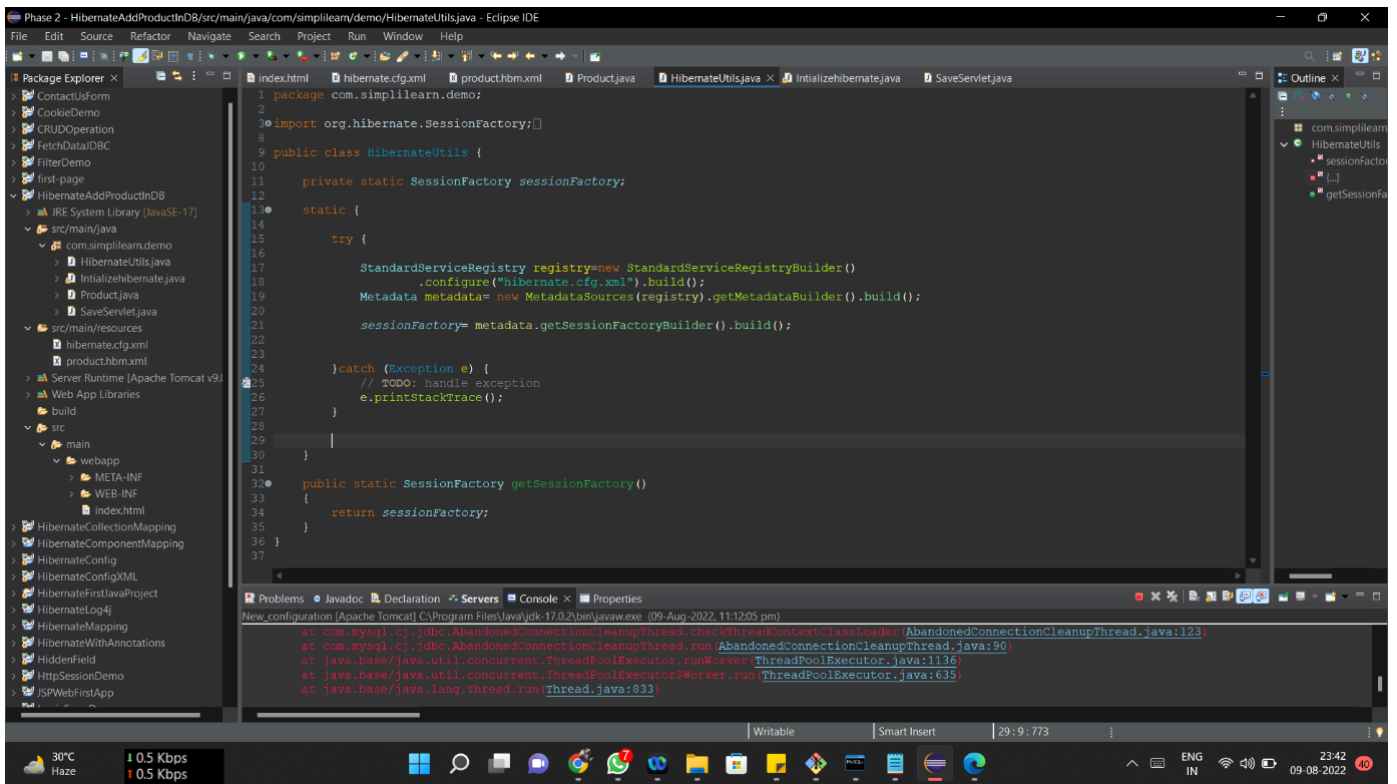 Phase 2 - HibernateAddProductInDB/src/main/java/com/simplilearn/demo/HibernateUtils.java - Eclipse IDE
File Edit Source Refactor Navigate Search Project Run Window Help
Package Explorer
ContactUsForm
CookieDemo
CRUDOperation
FetchDataJDBC
FilterDemo
first-page
HibernateAddProductInDB
JRE System Library [JavaSE-17]
src/main/java
com.simplilearn.demo
HibernateUtils.java
Intializehibernate.java
Product.java
SaveServlet.java
src/main/resources
hibernate.cfg.xml
product.hbm.xml
Server Runtime [Apache Tomcat v9.
Web App Libraries
build
src
main
webapp
META-INF
WEB-INF
index.html
HibernateCollectionMapping
HibernateComponentMapping
HibernateConfig
HibernateConfigXML
HibernateFirstJavaProject
HibernateLog4j
HibernateMapping
HibernateWithAnnotations
HiddenField
HttpSessionDemo
JSPWebFirstApp
index.html hibernate.cfg.xml product.hbm.xml Product.java HibernateUtils.java Intializehibernate.java SaveServlet.java
1 package com.simplilearn.demo;
2
3 import org.hibernate.SessionFactory;
8
9 public class HibernateUtils {
10
11 private static SessionFactory sessionFactory;
12
13 static {
14
15 try {
16
17 StandardServiceRegistry registry=new StandardServiceRegistryBuilder()
18 .configure("hibernate.cfg.xml").build();
19 Metadata metadata= new MetadataSources(registry).getMetadataBuilder().build();
20
21 sessionFactory= metadata.getSessionFactoryBuilder().build();
22
23
24 }catch (Exception e) {
25 // TODO: handle exception
26 e.printStackTrace();
27 }
28
29
30 }
31
32 public static SessionFactory getSessionFactory()
33 {
34 return sessionFactory;
35 }
36 }
37
Outline
com.simplilearn
HibernateUtils
sessionFactor
{...}
getSessionFa
Problems Javadoc Declaration Servers Console Properties
New_configuration [Apache Tomcat] C:\Program Files\Java\jdk-17.0.2\bin\javaw.exe (09-Aug-2022, 11:12:05 pm)
at com.mysql.cj.jdbc.AbandonedConnectionCleanupThread.checkThreadContextClassLoader(AbandonedConnectionCleanupThread.java:123)
at com.mysql.cj.jdbc.AbandonedConnectionCleanupThread.run(AbandonedConnectionCleanupThread.java:90)
at java.base/java.util.concurrent.ThreadPoolExecutor.runWorker(ThreadPoolExecutor.java:1136)
at java.base/java.util.concurrent.ThreadPoolExecutor$Worker.run(ThreadPoolExecutor.java:635)
at java.base/java.lang.Thread.run(Thread.java:833)
Writable Smart Insert 29 : 9 : 773
30°C
Haze
0.5 Kbps
0.5 Kbps
7
ENG
IN
23:42
09-08-2022
40